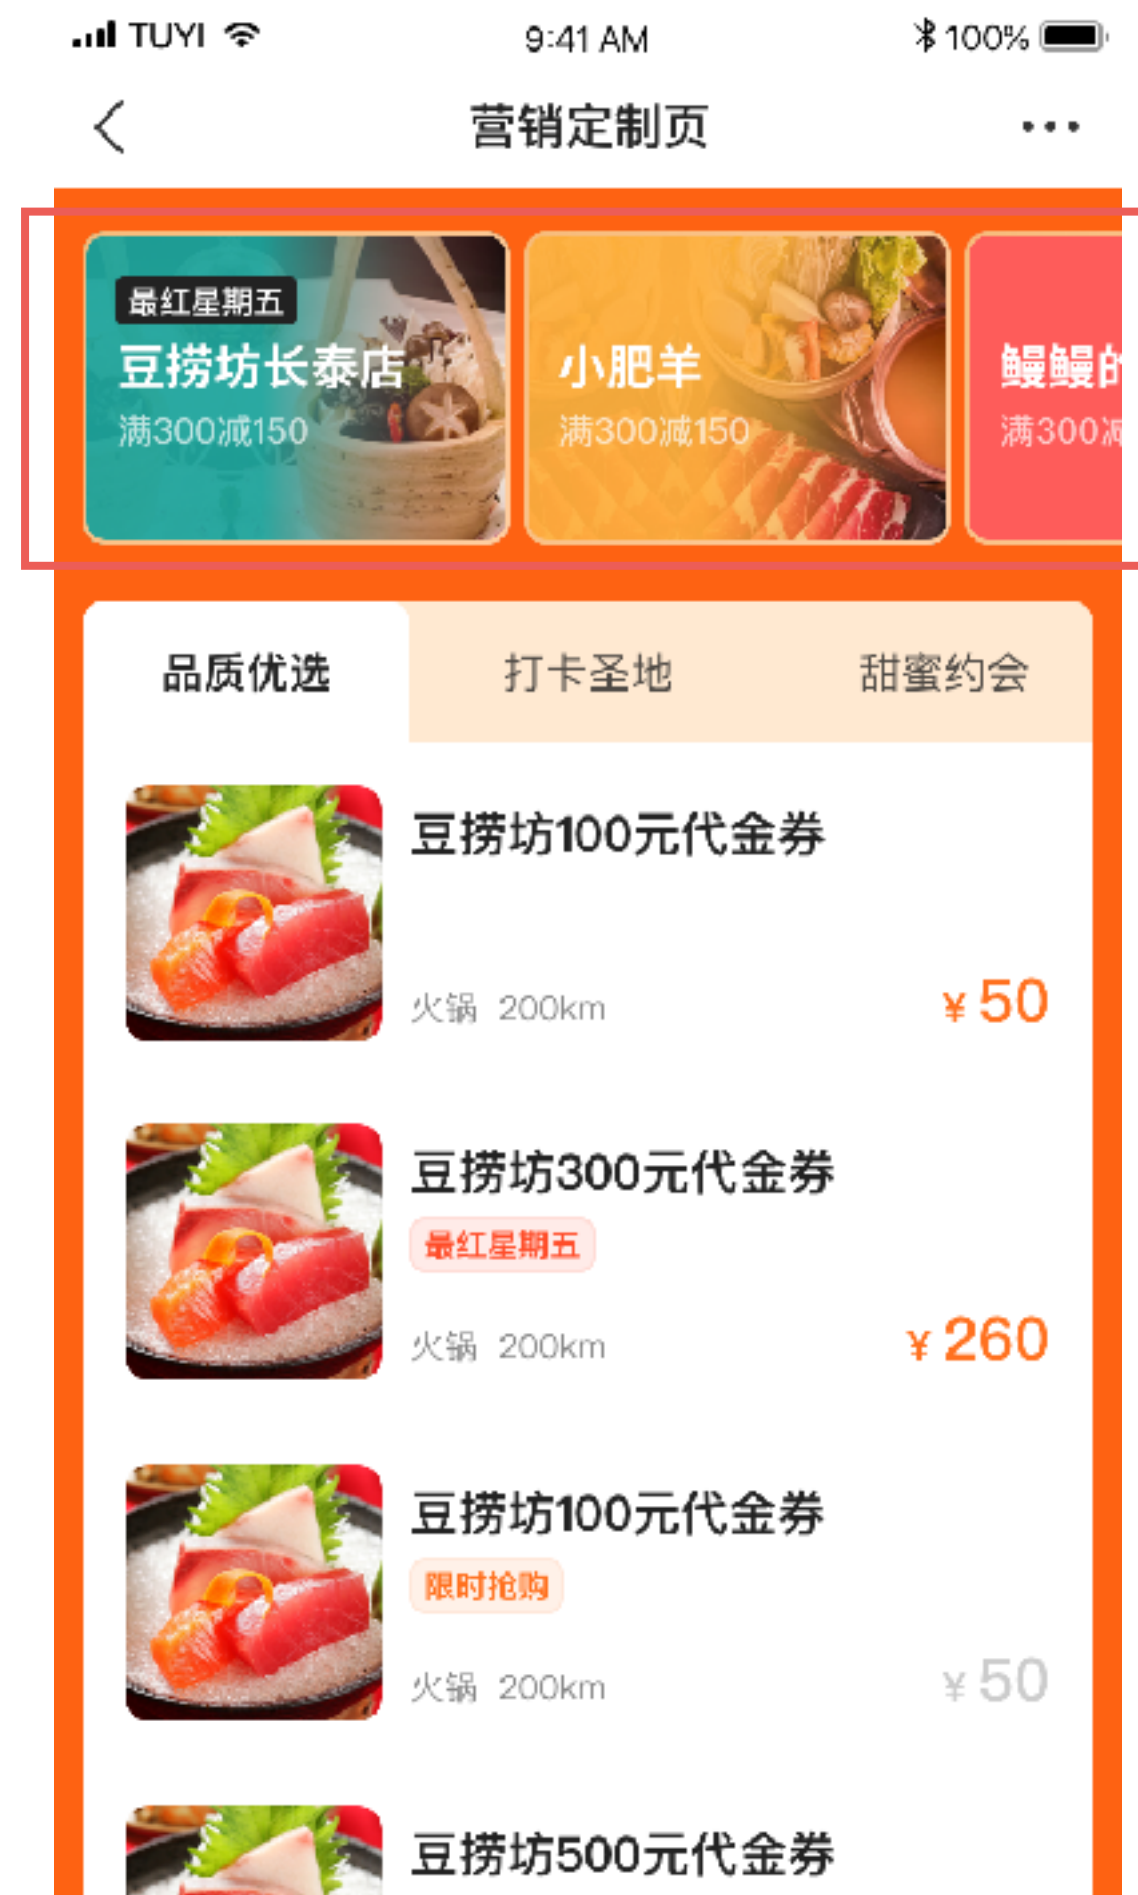 TUYI 9:41 AM 100%
营销定制页
最红星期五
豆捞坊长泰店
满300减150
小肥羊
满300减150
鳗鳗的
满300减
品质优选 打卡圣地 甜蜜约会
豆捞坊100元代金券
火锅 200km ¥ 50
豆捞坊300元代金券
最红星期五
火锅 200km ¥ 260
豆捞坊100元代金券
限时抢购
火锅 200km ¥ 50
豆捞坊500元代金券